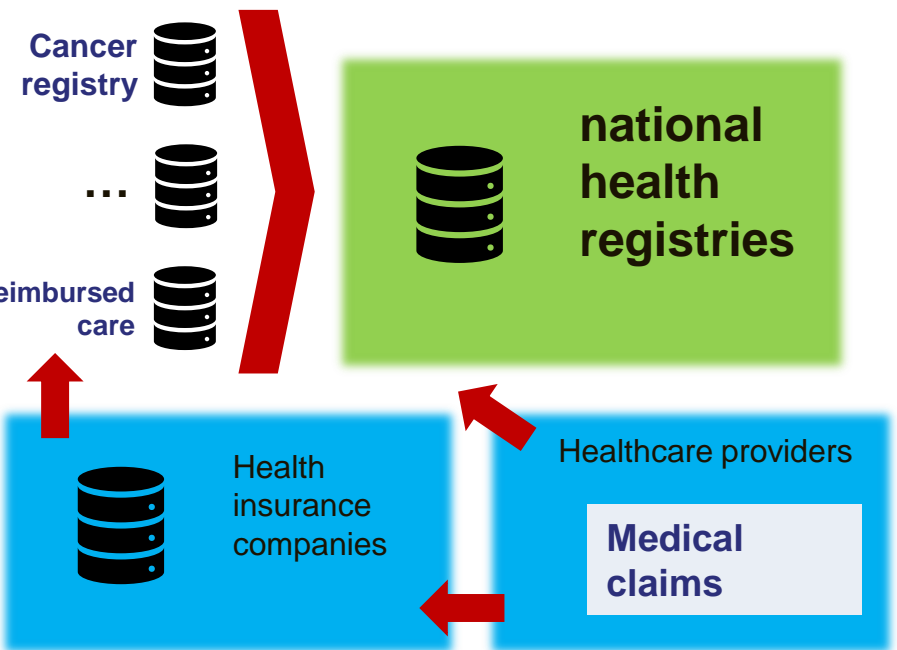 Cancer
registry
...
eimbursed
care
national
health
registries
Health
insurance
companies
Healthcare providers
Medical
claims